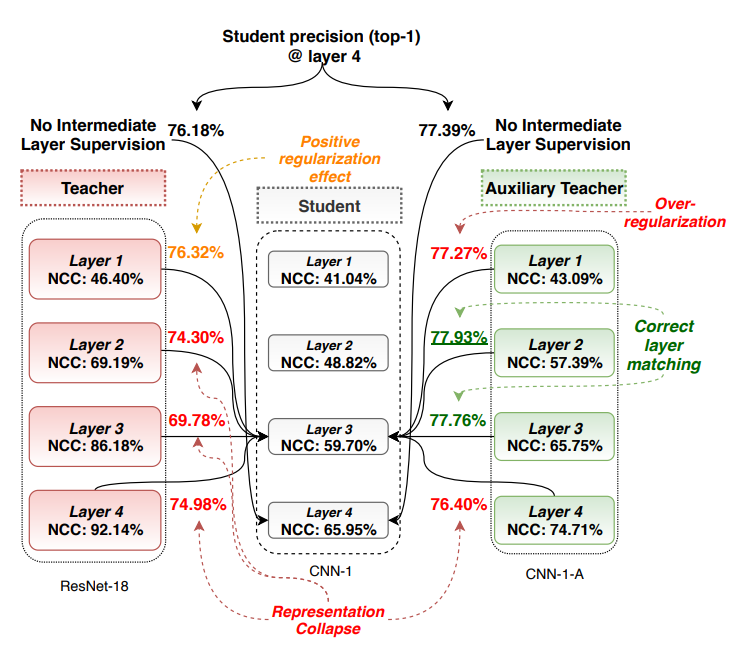 Student precision (top-1)
@ layer 4
No Intermediate
Layer Supervision
76.18%
77.39%
No Intermediate
Layer Supervision
Positive
regularization
effect
Teacher
Student
Auxiliary Teacher
Over-
regularization
Layer 1
NCC: 46.40%
76.32%
Layer 1
NCC: 41.04%
77.27%
Layer 1
NCC: 43.09%
Layer 2
NCC: 69.19%
74.30%
Layer 2
NCC: 48.82%
77.93%
Layer 2
NCC: 57.39%
Correct
layer
matching
Layer 3
NCC: 86.18%
69.78%
Layer 3
NCC: 59.70%
77.76%
Layer 3
NCC: 65.75%
Layer 4
NCC: 92.14%
74.98%
Layer 4
NCC: 65.95%
76.40%
Layer 4
NCC: 74.71%
ResNet-18
CNN-1
CNN-1-A
Representation
Collapse